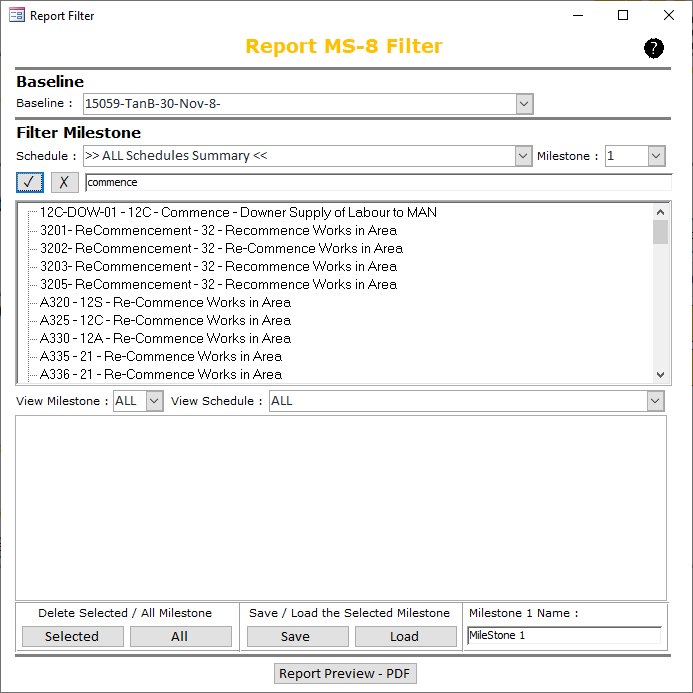 Report Filter
Report MS-8 Filter
?
Baseline
Baseline : 15059-TanB-30-Nov-8-
Filter Milestone
Schedule : >> ALL Schedules Summary << Milestone : 1
✓ X commence
12C-DOW-01 - 12C - Commence - Downer Supply of Labour to MAN
3201- ReCommencement - 32 - Recommence Works in Area
3202- ReCommencement - 32 - Re-Commence Works in Area
3203- ReCommencement - 32 - Recommence Works in Area
3205- ReCommencement - 32 - Recommence Works in Area
A320 - 12S - Re-Commence Works in Area
A325 - 12C - Re-Commence Works in Area
A330 - 12A - Re-Commence Works in Area
A335 - 21 - Re-Commence Works in Area
A336 - 21 - Re-Commence Works in Area
View Milestone : ALL View Schedule : ALL
Delete Selected / All Milestone Save / Load the Selected Milestone Milestone 1 Name :
Selected All Save Load MileStone 1
Report Preview - PDF